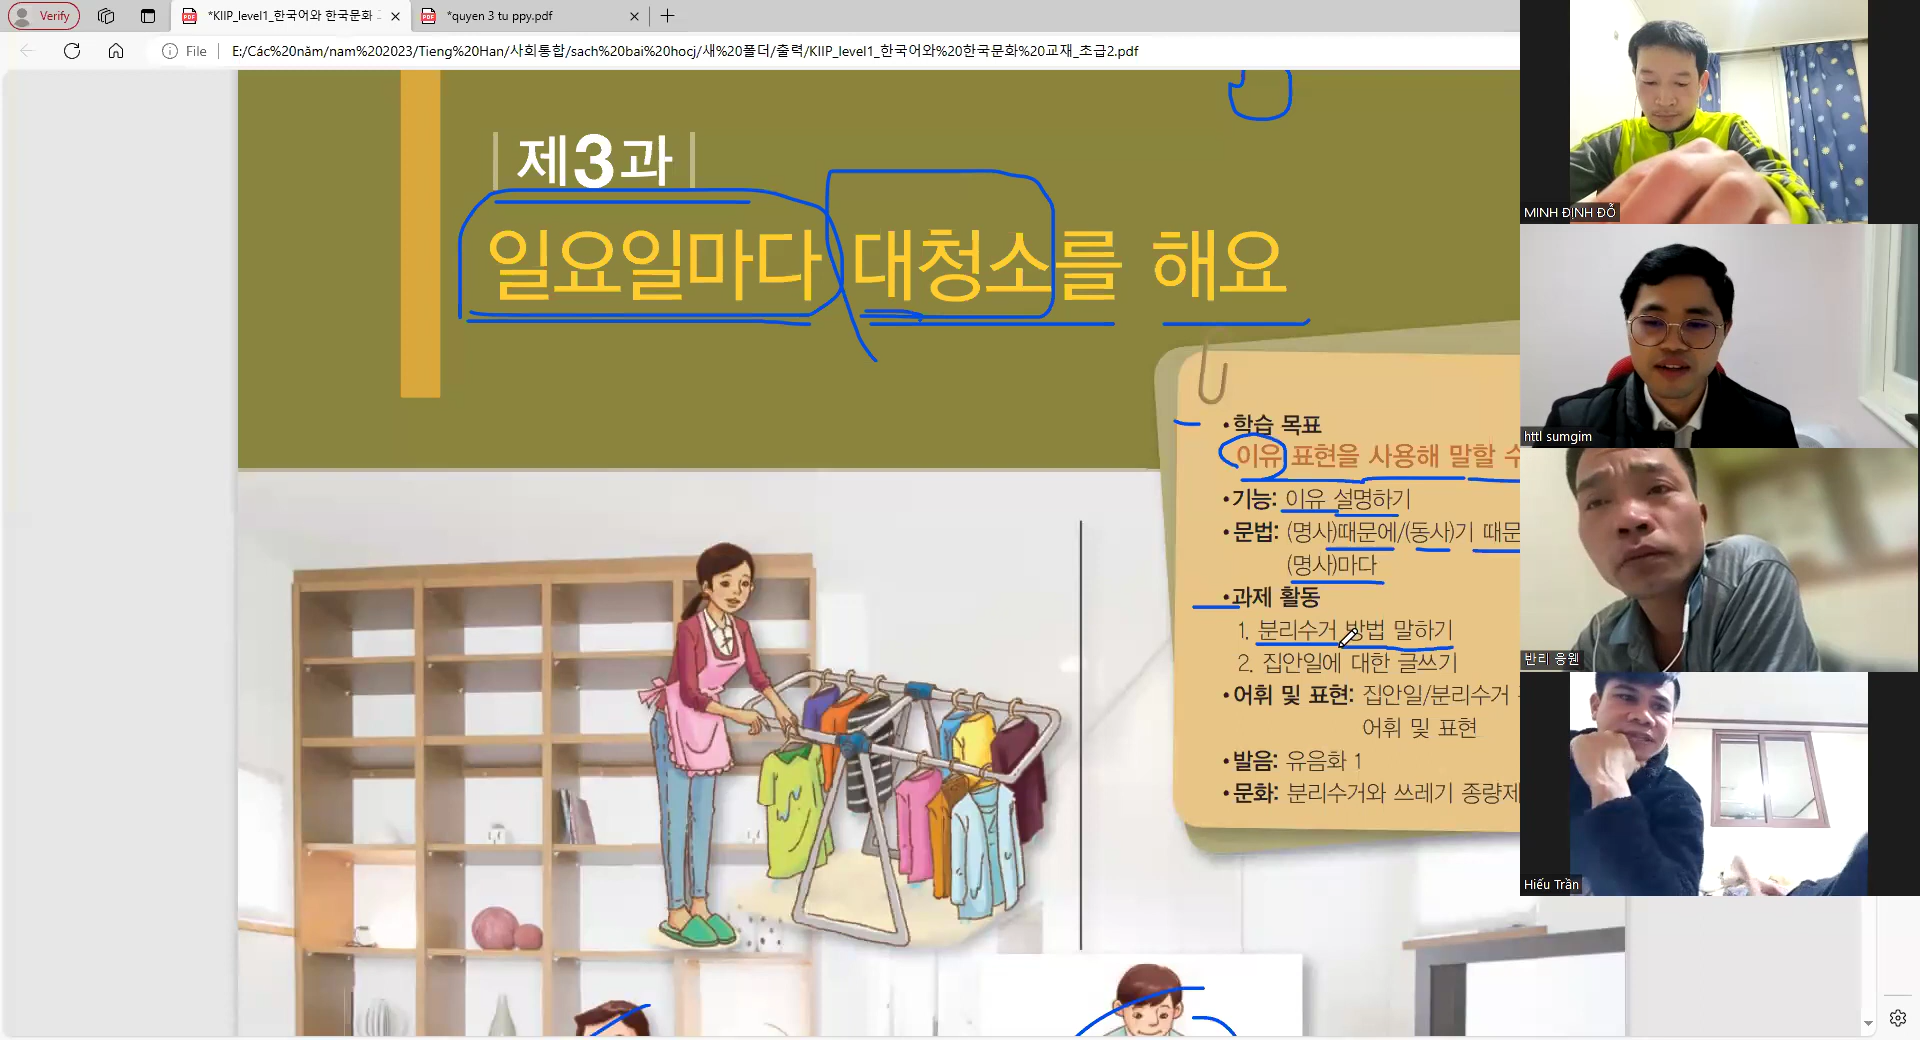 Verify
*KIIP_level1_한국어와 한국문화
*quyen 3 tu ppy.pdf
File
E:/Các%20năm/nam%202023/Tieng%20Han/사회통합/sach%20bai%20hocj/새%20폴더/출력/KIIP_level1_한국어와%20한국문화%20교재_초급2.pdf
제3과
일요일마다 대청소를 해요
•학습 목표
이유 표현을 사용해 말할 수
•기능: 이유 설명하기
•문법: (명사)때문에/(동사)기 때문
(명사)마다
•과제 활동
1. 분리수거 방법 말하기
2. 집안일에 대한 글쓰기
•어휘 및 표현: 집안일/분리수거
어휘 및 표현
•발음: 유음화 1
•문화: 분리수거와 쓰레기 종량제
MINH ĐỊNH ĐỖ
httl sumgim
반리 응웬
Hiếu Trần